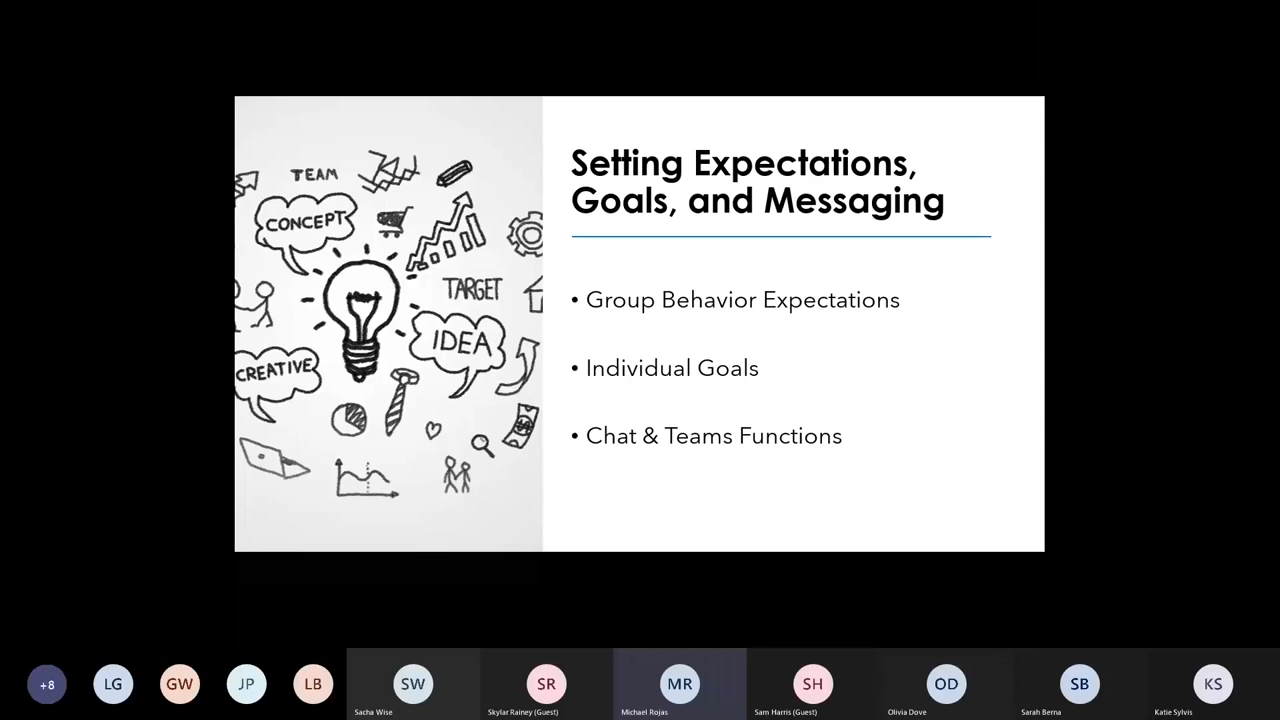 TEAM
CONCEPT
TARGET
IDEA
CREATIVE
Setting Expectations,
Goals, and Messaging
• Group Behavior Expectations
• Individual Goals
• Chat & Teams Functions
+8
LG
GW
JP
LB
SW
SR
MR
SH
OD
SB
KS
Sacha Wise
Skylar Rainey (Guest)
Michael Rojas
Sam Harris (Guest)
Olivia Dove
Sarah Berna
Katie Sylvis